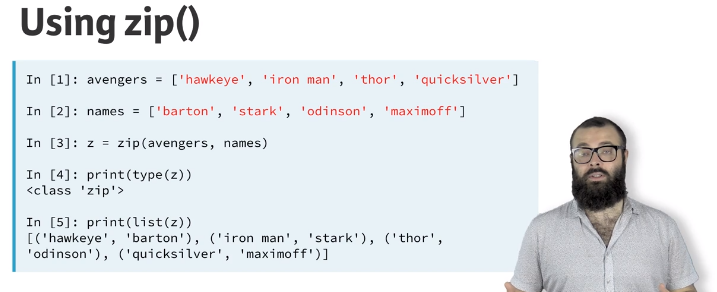 Using zip()
In [1]: avengers = ['hawkeye', 'iron man', 'thor', 'quicksilver']
In [2]: names = ['barton', 'stark', 'odinson', 'maximoff']
In [3]: z = zip(avengers, names)
In [4]: print(type(z))
<class 'zip'>
In [5]: print(list(z))
[('hawkeye', 'barton'), ('iron man', 'stark'), ('thor',
'odinson'), ('quicksilver', 'maximoff')]